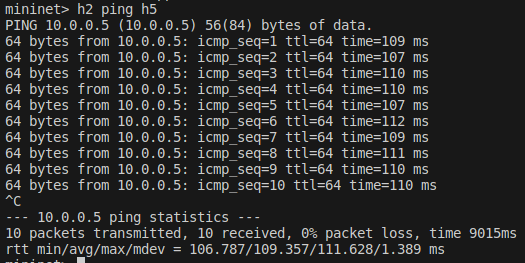 mininet> h2 ping h5
PING 10.0.0.5 (10.0.0.5) 56(84) bytes of data.
64 bytes from 10.0.0.5: icmp_seq=1 ttl=64 time=109 ms
64 bytes from 10.0.0.5: icmp_seq=2 ttl=64 time=107 ms
64 bytes from 10.0.0.5: icmp_seq=3 ttl=64 time=110 ms
64 bytes from 10.0.0.5: icmp_seq=4 ttl=64 time=110 ms
64 bytes from 10.0.0.5: icmp_seq=5 ttl=64 time=107 ms
64 bytes from 10.0.0.5: icmp_seq=6 ttl=64 time=112 ms
64 bytes from 10.0.0.5: icmp_seq=7 ttl=64 time=109 ms
64 bytes from 10.0.0.5: icmp_seq=8 ttl=64 time=111 ms
64 bytes from 10.0.0.5: icmp_seq=9 ttl=64 time=110 ms
64 bytes from 10.0.0.5: icmp_seq=10 ttl=64 time=110 ms
^C
--- 10.0.0.5 ping statistics ---
10 packets transmitted, 10 received, 0% packet loss, time 9015ms
rtt min/avg/max/mdev = 106.787/109.357/111.628/1.389 ms
mininet>